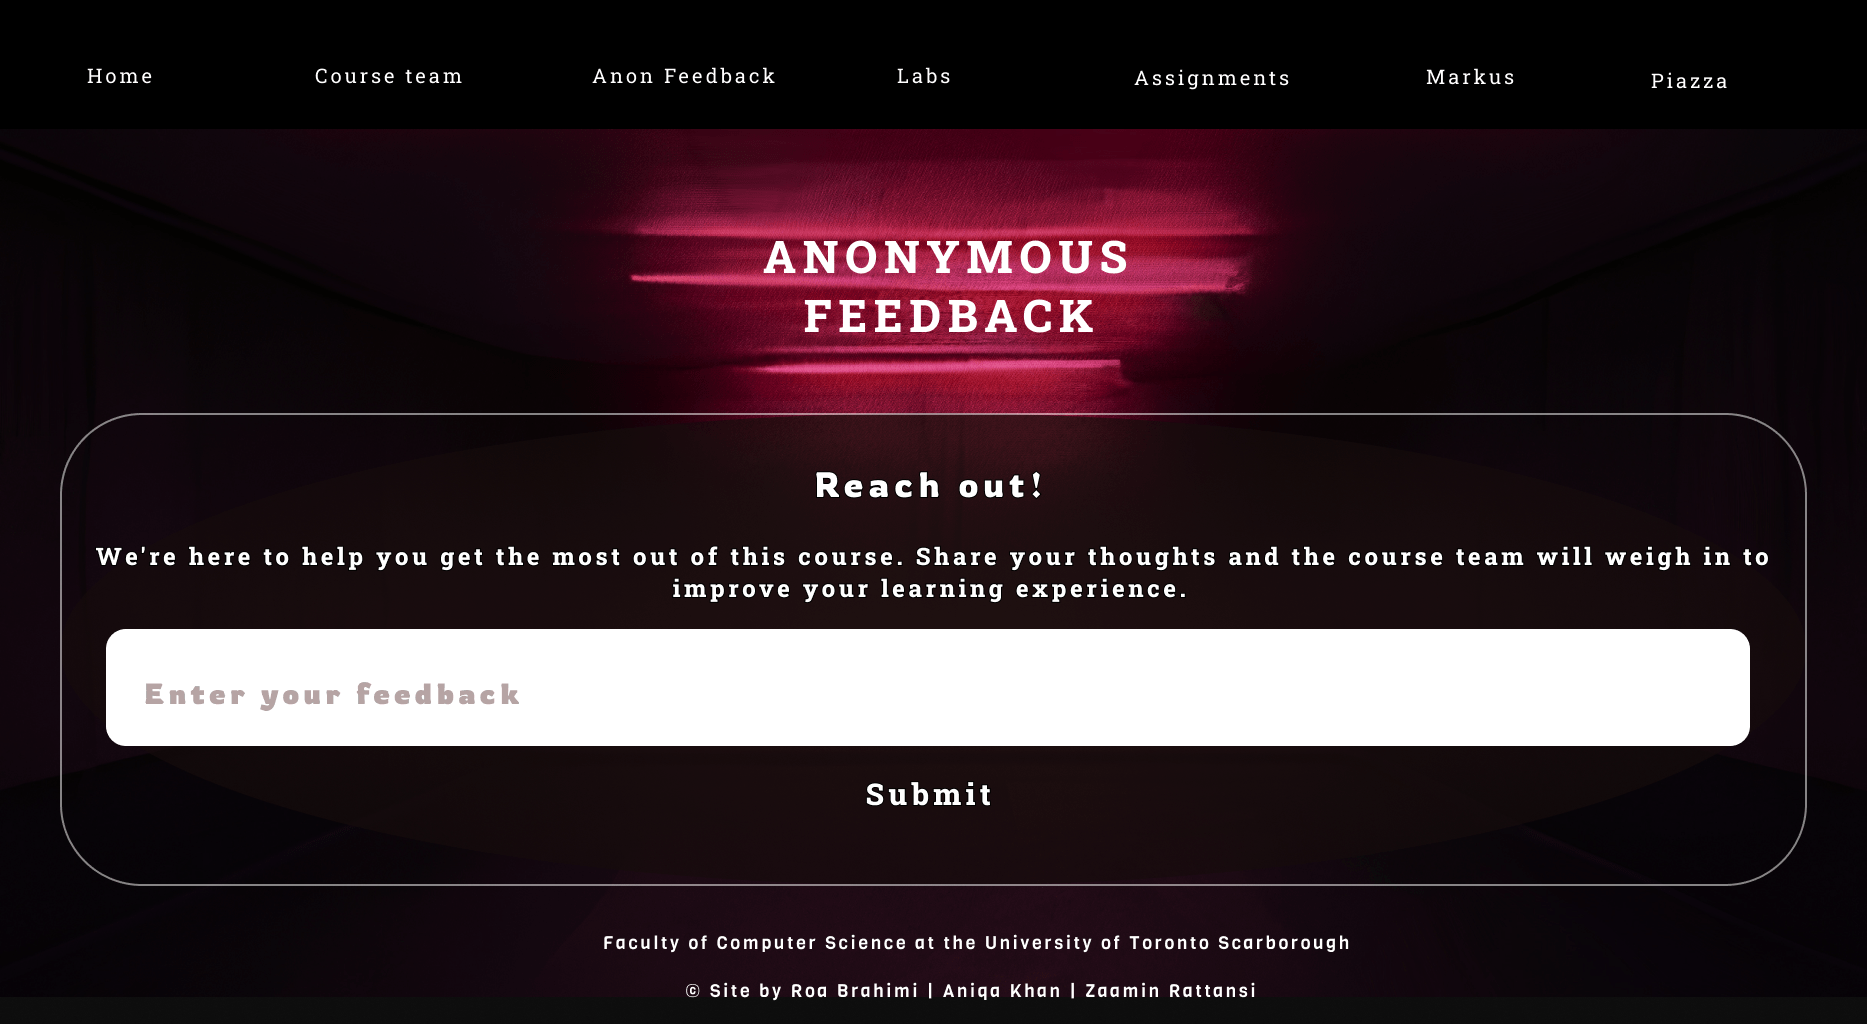 Home Course team Anon Feedback Labs Assignments Markus Piazza
ANONYMOUS
FEEDBACK
Reach out!
We're here to help you get the most out of this course. Share your thoughts and the course team will weigh in to
improve your learning experience.
Enter your feedback
Submit
Faculty of Computer Science at the University of Toronto Scarborough
© Site by Roa Brahimi | Aniqa Khan | Zaamin Rattansi